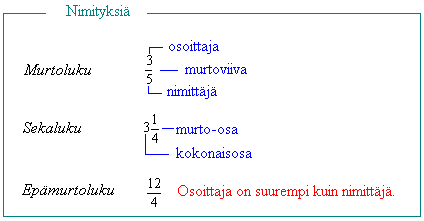 Nimityksiä
osoittaja
Murtoluku 3/5 murtoviiva
nimittäjä
Sekaluku 3 1/4 murto-osa
kokonaisosa
Epämurtoluku 12/4 Osoittaja on suurempi kuin nimittäjä.